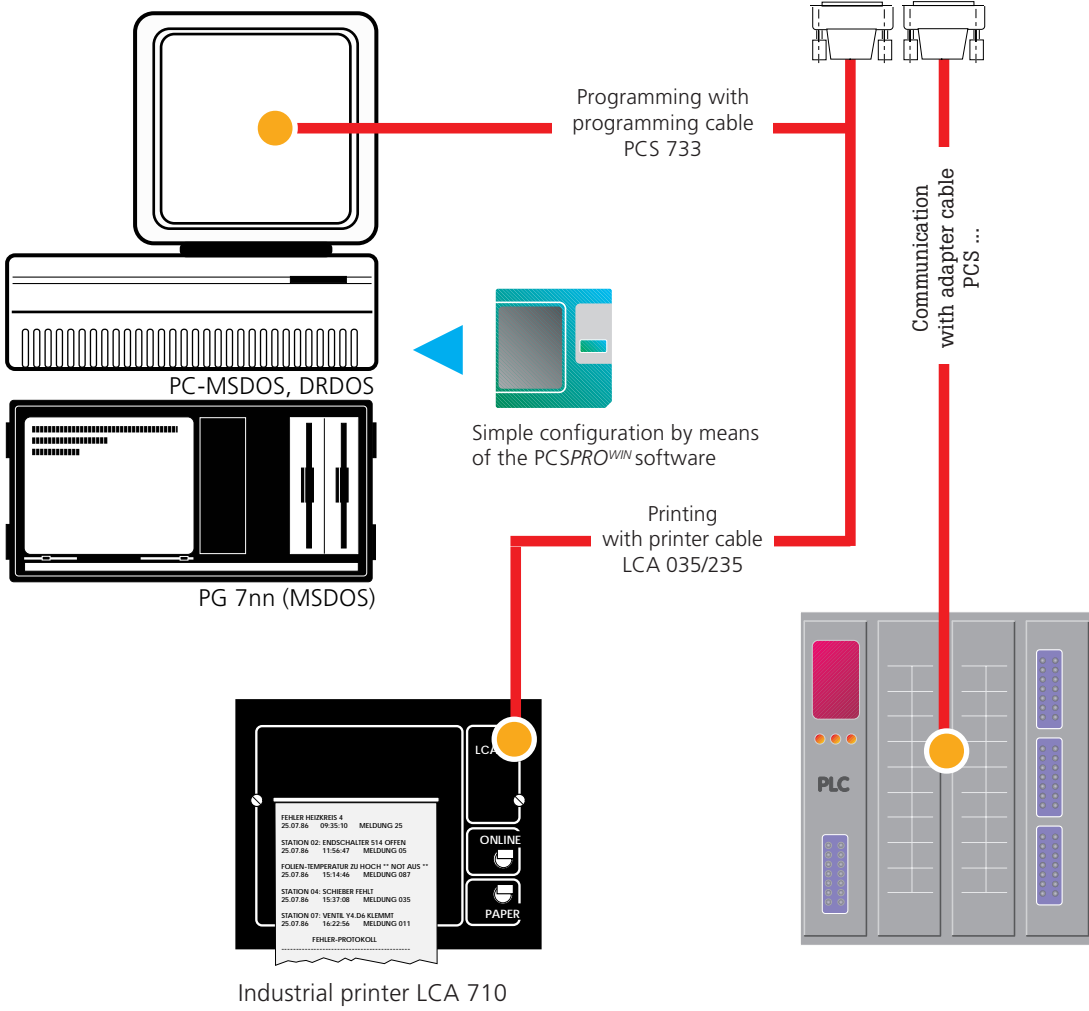 Programming with
programming cable
PCS 733
Communication
with adapter cable
PCS ...
PC-MSDOS, DRDOS
Simple configuration by means
of the PCSPROWIN software
PG 7nn (MSDOS)
Printing
with printer cable
LCA 035/235
LCA
ONLINE
PAPER
FEHLER HEIZKREIS 4
25.07.86 09:35:10 MELDUNG 25
STATION 02: ENDSCHALTER 514 OFFEN
25.07.86 11:56:47 MELDUNG 05
FOLIEN-TEMPERATUR ZU HOCH ** NOT AUS **
25.07.86 15:14:46 MELDUNG 087
STATION 04: SCHIEBER FEHLT
25.07.86 15:37:08 MELDUNG 035
STATION 07: VENTIL Y4.D6 KLEMMT
25.07.86 16:22:56 MELDUNG 011
FEHLER-PROTOKOLL
----------------------------------------
PLC
Industrial printer LCA 710